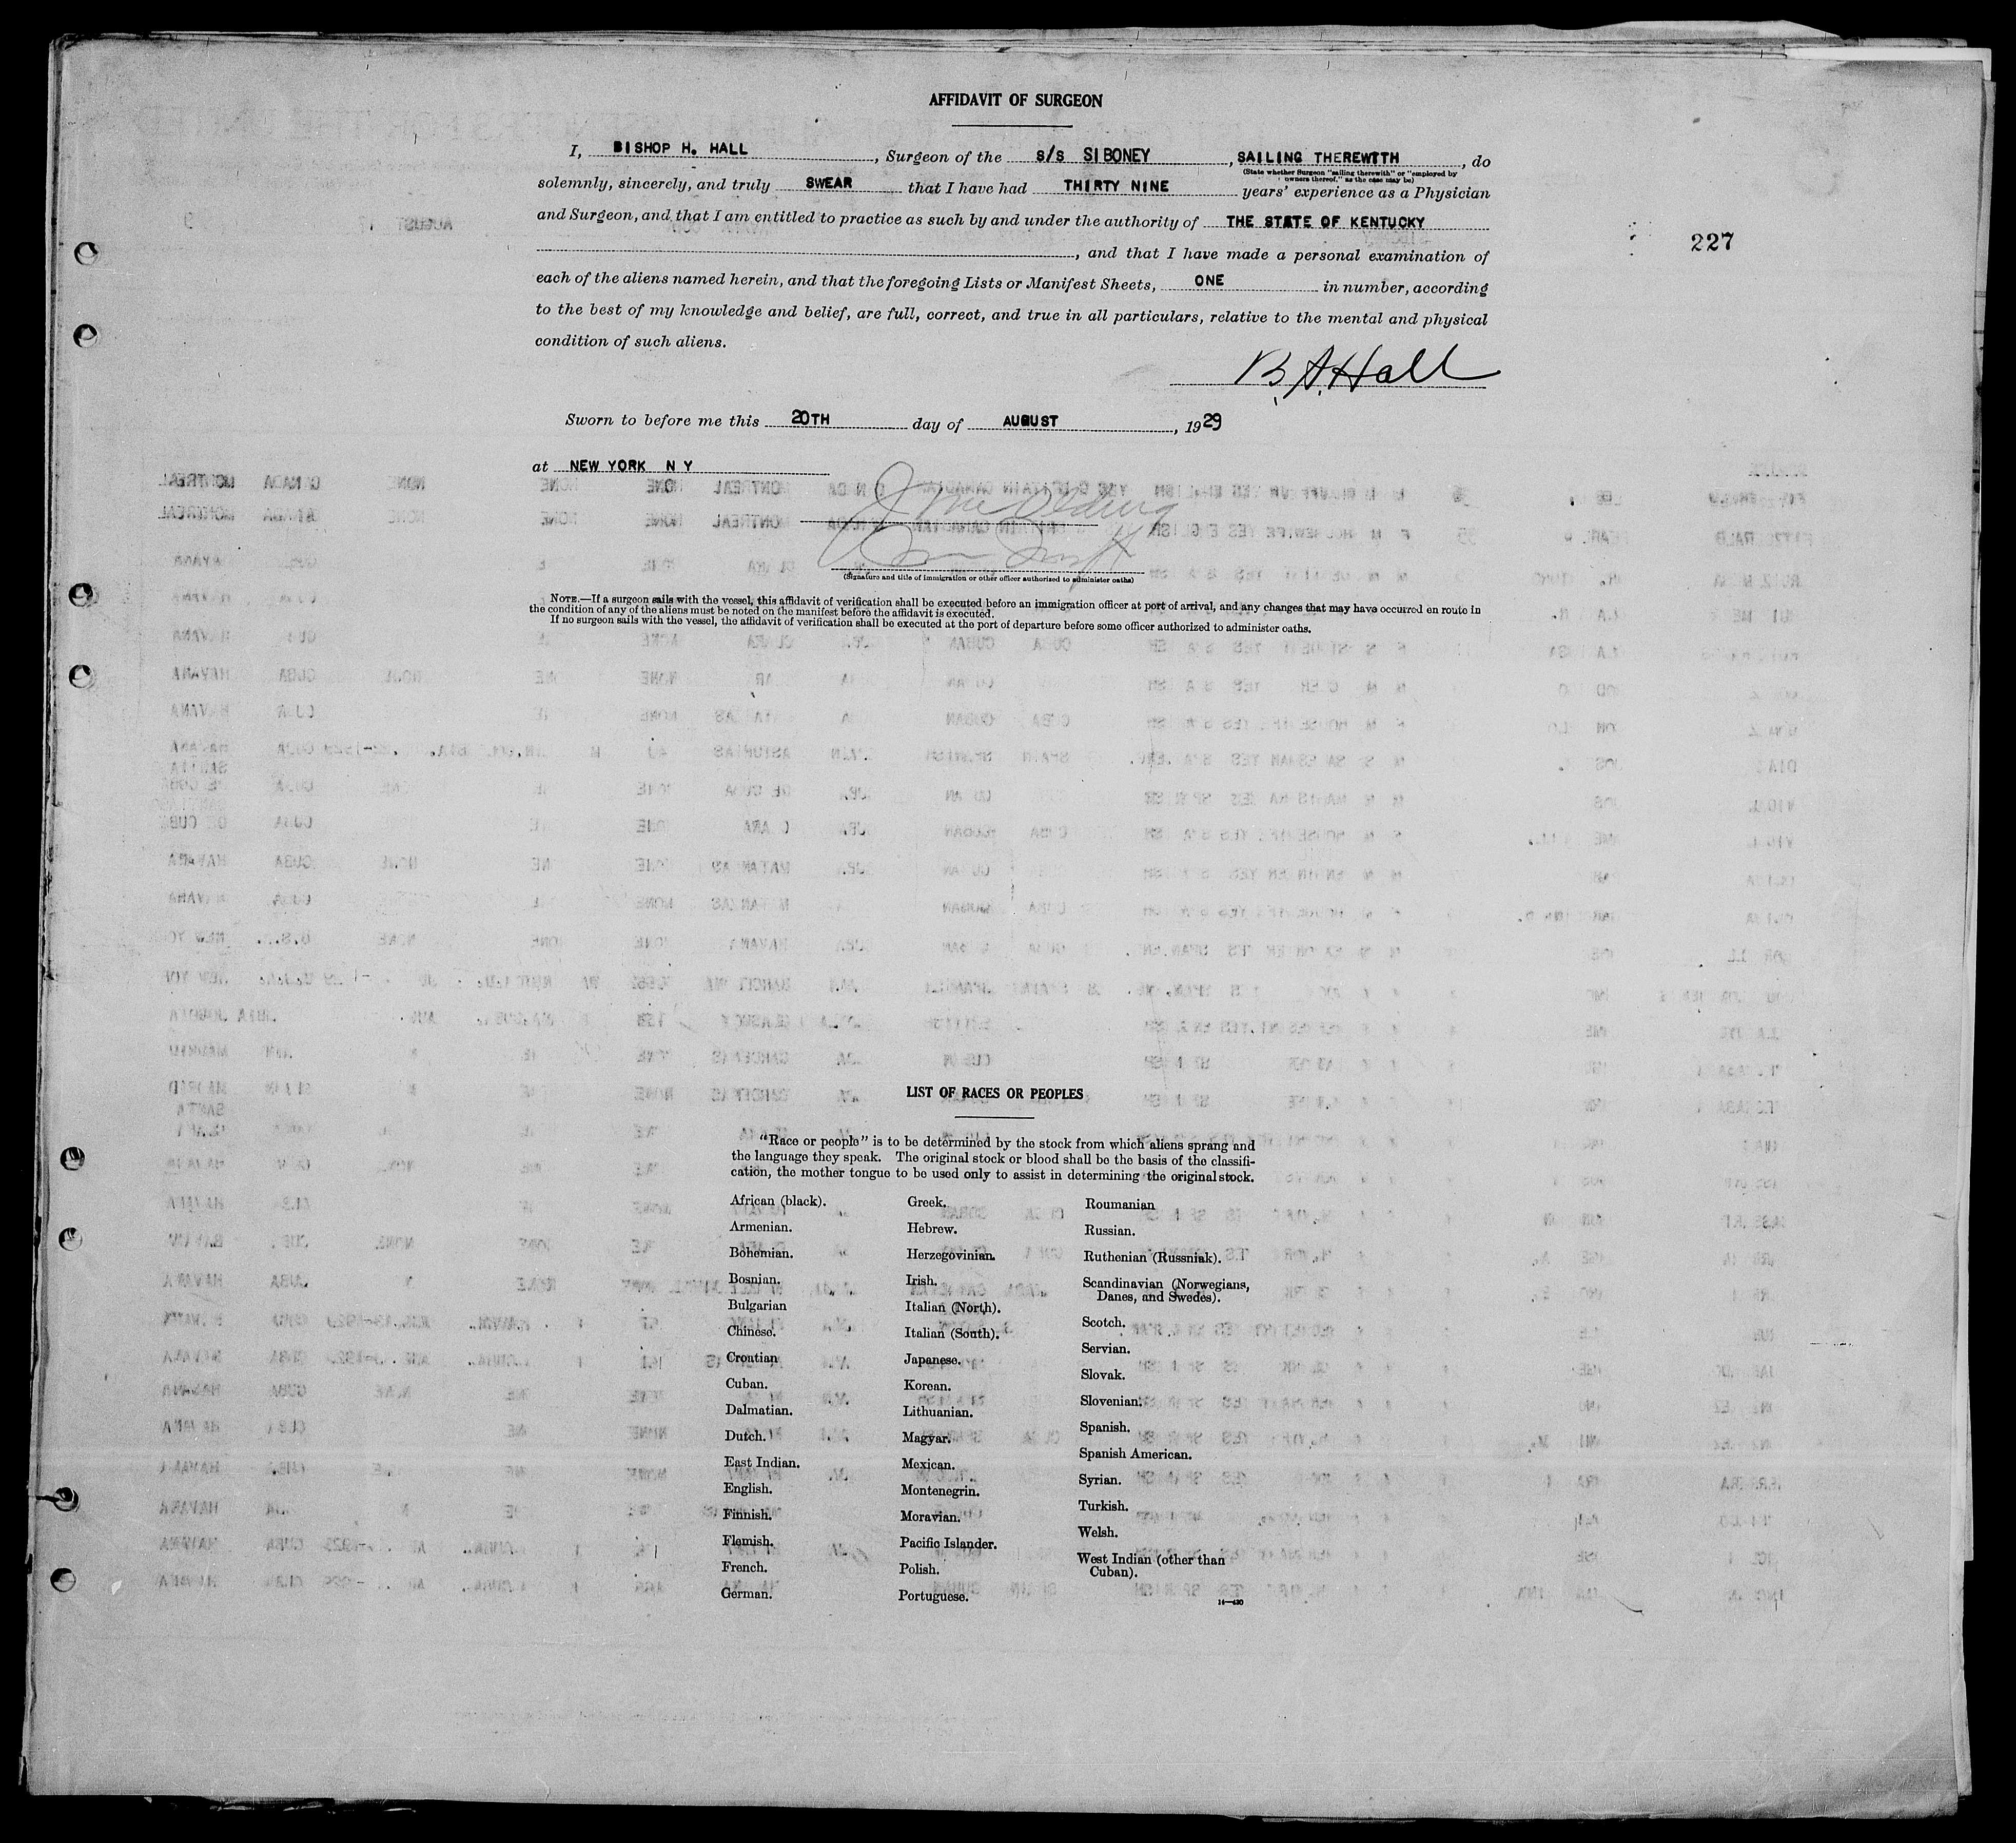 AFFIDAVIT OF SURGEON
I, BISHOP H. HALL, Surgeon of the S/S SIBONEY, SAILING THEREWITH, do
(State whether Surgeon "sailing therewith" or "employed by
owners thereof," as the case may be)
solemnly, sincerely, and truly SWEAR that I have had THIRTY NINE years' experience as a Physician
and Surgeon, and that I am entitled to practice as such by and under the authority of THE STATE OF KENTUCKY
227
, and that I have made a personal examination of
each of the aliens named herein, and that the foregoing Lists or Manifest Sheets, ONE in number, according
to the best of my knowledge and belief, are full, correct, and true in all particulars, relative to the mental and physical
condition of such aliens.
B. H. Hall
Sworn to before me this 20TH day of AUGUST, 1929
at NEW YORK N Y
(Signature and title of immigration or other officer authorized to administer oaths)
NOTE.—If a surgeon sails with the vessel, this affidavit of verification shall be executed before an immigration officer at port of arrival, and any changes that may have occurred en route in
the condition of any of the aliens must be noted on the manifest before the affidavit is executed.
If no surgeon sails with the vessel, the affidavit of verification shall be executed at the port of departure before some officer authorized to administer oaths.
LIST OF RACES OR PEOPLES
"Race or people" is to be determined by the stock from which aliens sprang and
the language they speak. The original stock or blood shall be the basis of the classifi-
cation, the mother tongue to be used only to assist in determining the original stock.
African (black).
Armenian.
Bohemian.
Bosnian.
Bulgarian
Chinese.
Croatian
Cuban.
Dalmatian.
Dutch.
East Indian.
English.
Finnish.
Flemish.
French.
German.
Greek.
Hebrew.
Herzegovinian.
Irish.
Italian (North).
Italian (South).
Japanese.
Korean.
Lithuanian.
Magyar.
Mexican.
Montenegrin.
Moravian.
Pacific Islander.
Polish.
Portuguese.
Roumanian
Russian.
Ruthenian (Russniak).
Scandinavian (Norwegians,
Danes, and Swedes).
Scotch.
Servian.
Slovak.
Slovenian.
Spanish.
Spanish American.
Syrian.
Turkish.
Welsh.
West Indian (other than
Cuban).
14—430